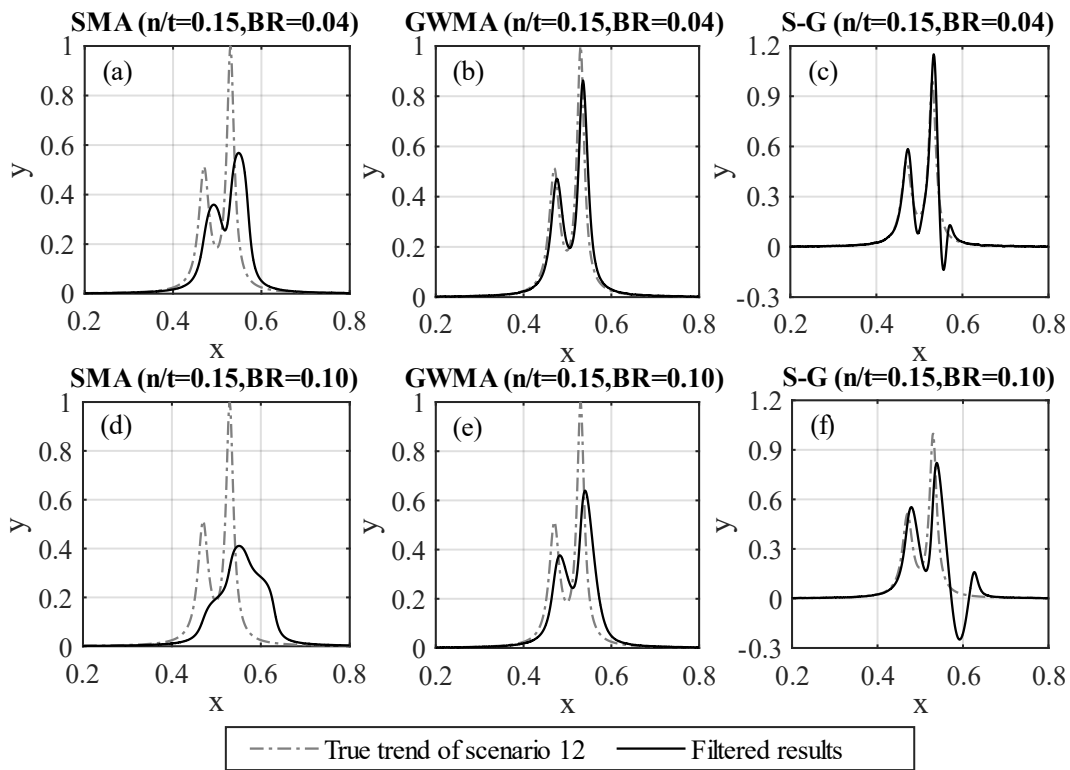 SMA (n/t=0.15,BR=0.04)
GWMA (n/t=0.15,BR=0.04)
S-G (n/t=0.15,BR=0.04)
(a)
1
0.8
0.6
0.4
0.2
0
y
0.2 0.4 0.6 0.8
x
(b)
1
0.8
0.6
0.4
0.2
0
y
0.2 0.4 0.6 0.8
x
(c)
1.2
0.9
0.6
0.3
0
-0.3
y
0.2 0.4 0.6 0.8
x
SMA (n/t=0.15,BR=0.10)
GWMA (n/t=0.15,BR=0.10)
S-G (n/t=0.15,BR=0.10)
(d)
1
0.8
0.6
0.4
0.2
0
y
0.2 0.4 0.6 0.8
x
(e)
1
0.8
0.6
0.4
0.2
0
y
0.2 0.4 0.6 0.8
x
(f)
1.2
0.9
0.6
0.3
0
-0.3
y
0.2 0.4 0.6 0.8
x
True trend of scenario 12
Filtered results